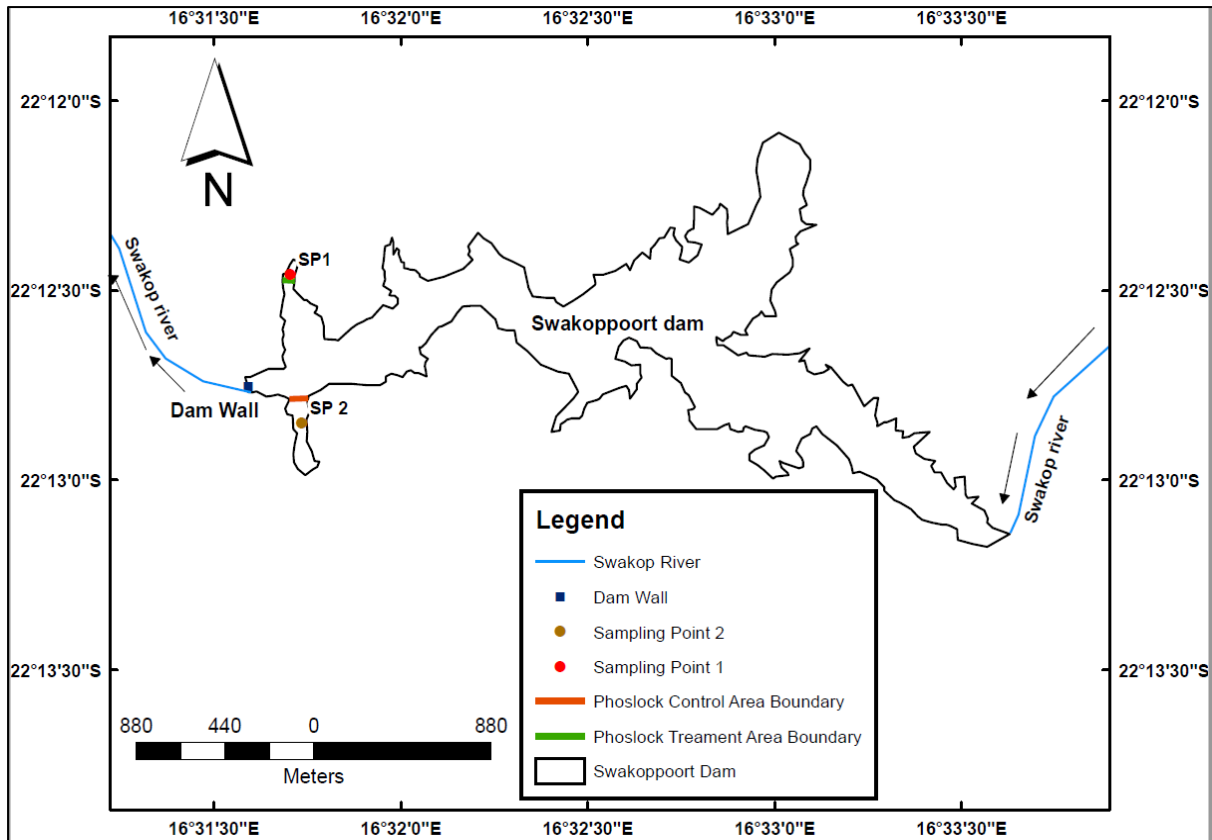 16°31'30"E 16°32'0"E 16°32'30"E 16°33'0"E 16°33'30"E
22°12'0"S 22°12'0"S
N
Swakop river
SP1
22°12'30"S 22°12'30"S
Swakoppoort dam
Dam Wall
SP 2
Swakop river
22°13'0"S 22°13'0"S
Legend
Swakop River
Dam Wall
Sampling Point 2
Sampling Point 1
Phoslock Control Area Boundary
Phoslock Treament Area Boundary
Swakoppoort Dam
22°13'30"S 22°13'30"S
880 440 0 880
Meters
16°31'30"E 16°32'0"E 16°32'30"E 16°33'0"E 16°33'30"E